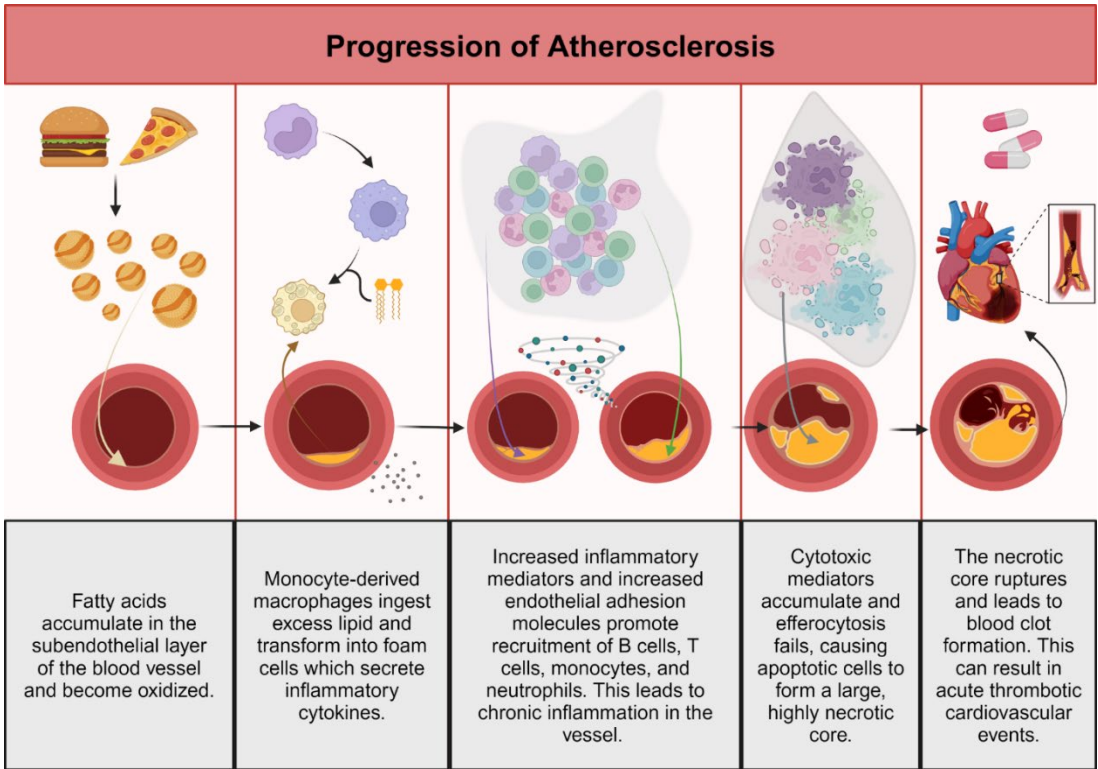 Progression of Atherosclerosis
Fatty acids
accumulate in the
subendothelial layer
of the blood vessel
and become oxidized.
Monocyte-derived
macrophages ingest
excess lipid and
transform into foam
cells which secrete
inflammatory
cytokines.
Increased inflammatory
mediators and increased
endothelial adhesion
molecules promote
recruitment of B cells, T
cells, monocytes, and
neutrophils. This leads to
chronic inflammation in the
vessel.
Cytotoxic
mediators
accumulate and
efferocytosis
fails, causing
apoptotic cells to
form a large,
highly necrotic
core.
The necrotic
core ruptures
and leads to
blood clot
formation. This
can result in
acute thrombotic
cardiovascular
events.